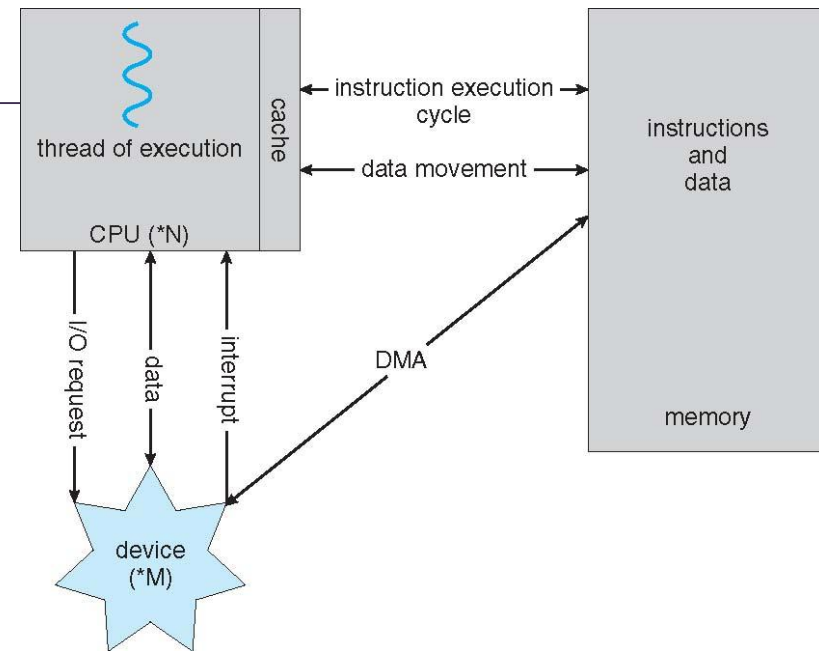 thread of execution
cache
CPU (*N)
instruction execution
cycle
data movement
instructions
and
data
memory
I/O request
data
interrupt
DMA
device
(*M)